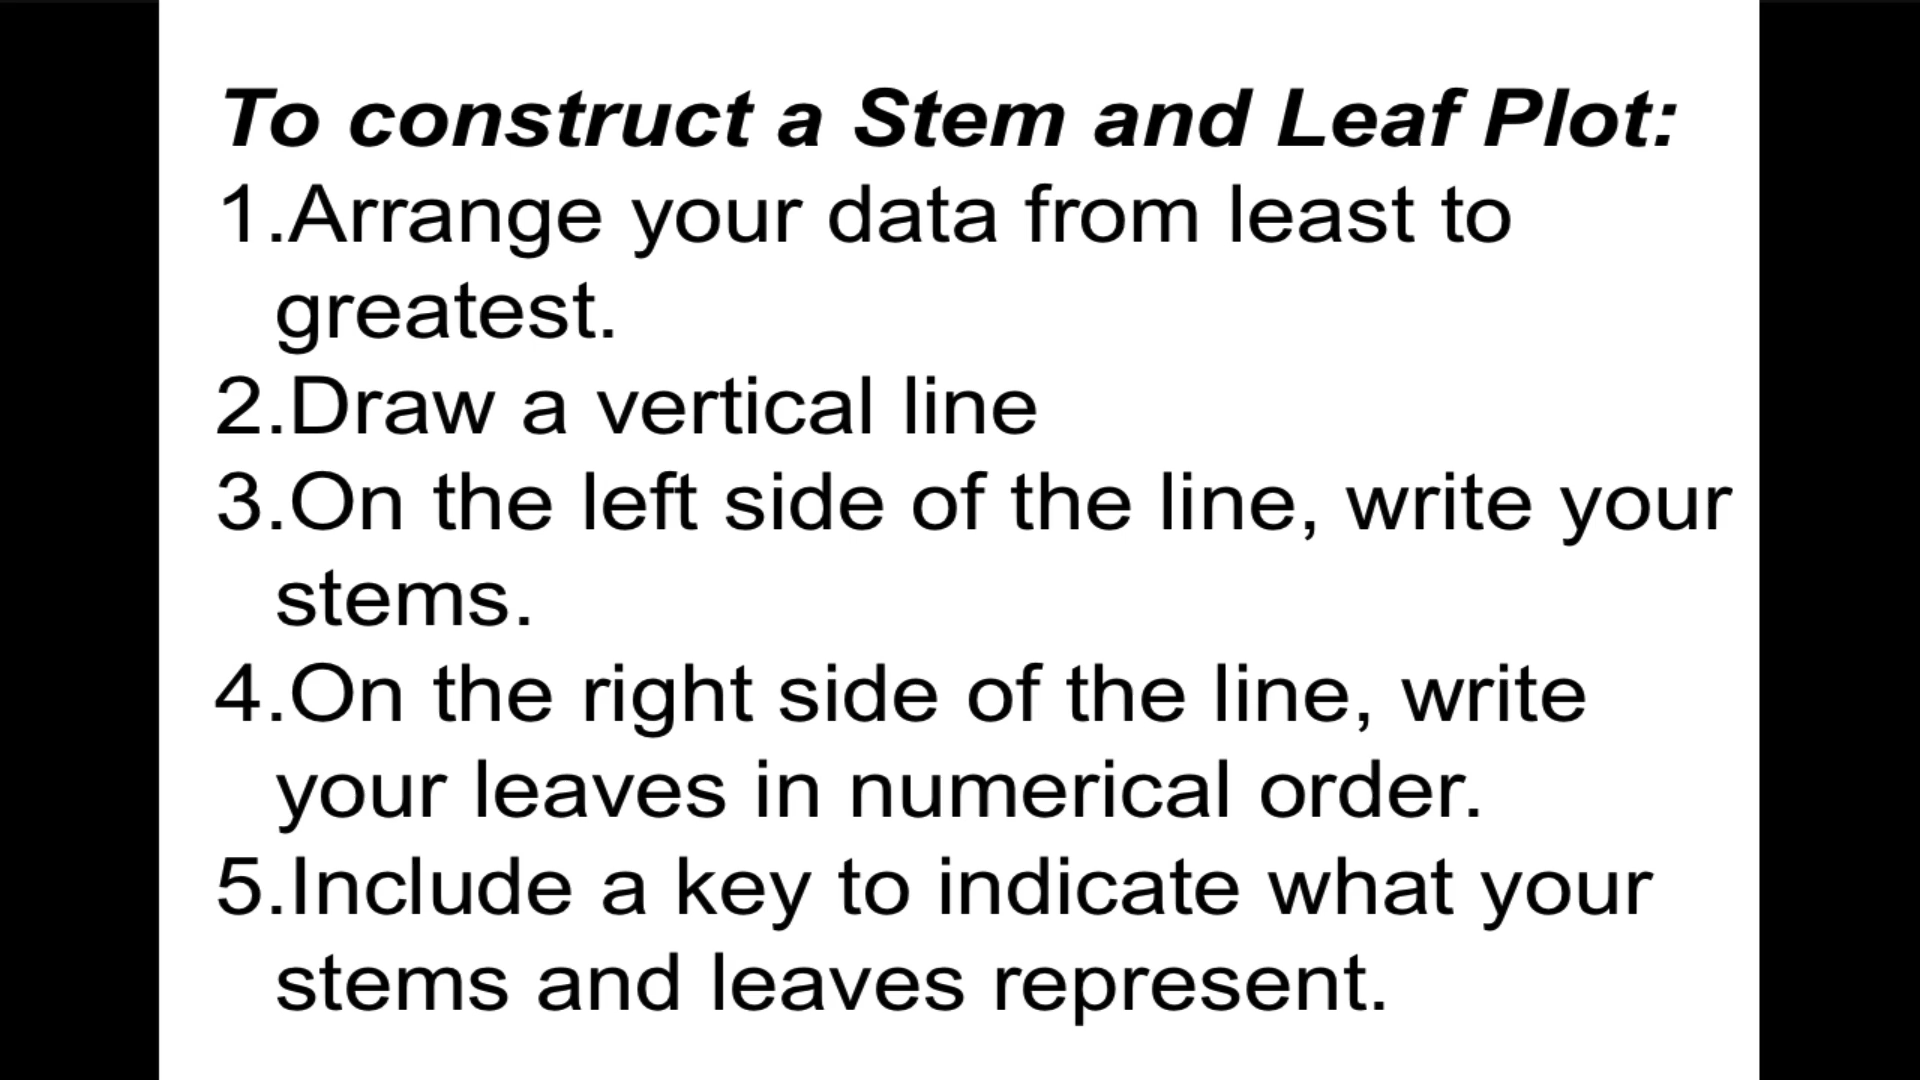 To construct a Stem and Leaf Plot:
1.Arrange your data from least to
greatest.
2.Draw a vertical line
3.On the left side of the line, write your
stems.
4.On the right side of the line, write
your leaves in numerical order.
5.Include a key to indicate what your
stems and leaves represent.